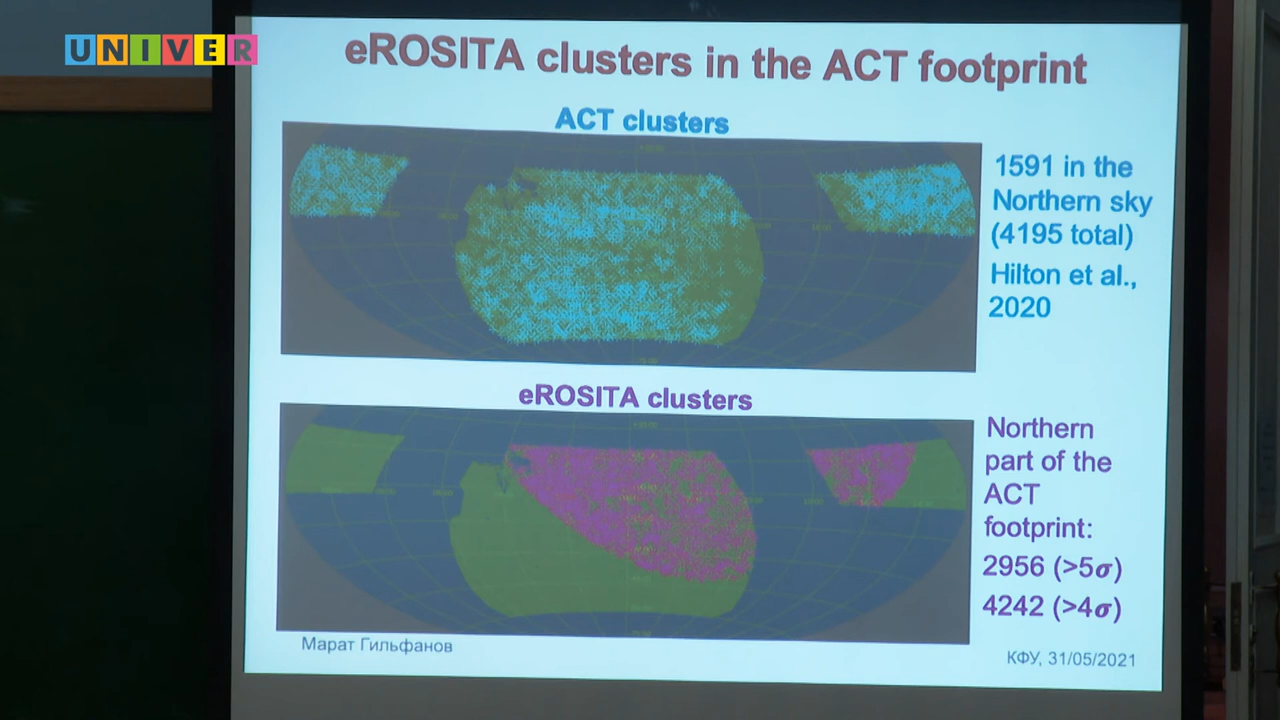 UNIVER
eROSITA clusters in the ACT footprint
ACT clusters
1591 in the
Northern sky
(4195 total)
Hilton et al.,
2020
eROSITA clusters
Northern
part of the
ACT
footprint:
2956 (>5σ)
4242 (>4σ)
Марат Гильфанов
КФУ, 31/05/2021